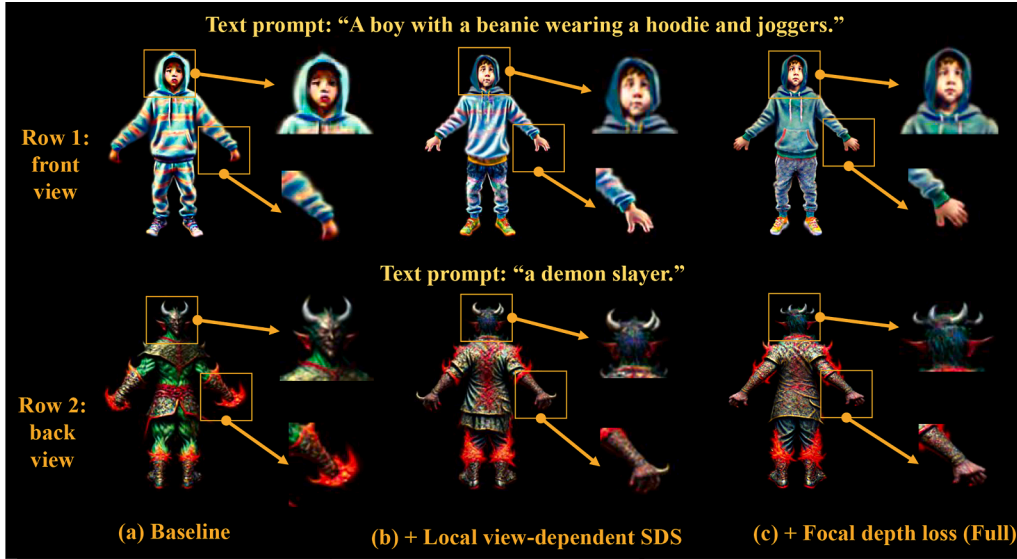 Text prompt: “A boy with a beanie wearing a hoodie and joggers.”
Row 1:
front
view
Text prompt: “a demon slayer.”
Row 2:
back
view
(a) Baseline
(b) + Local view-dependent SDS
(c) + Focal depth loss (Full)